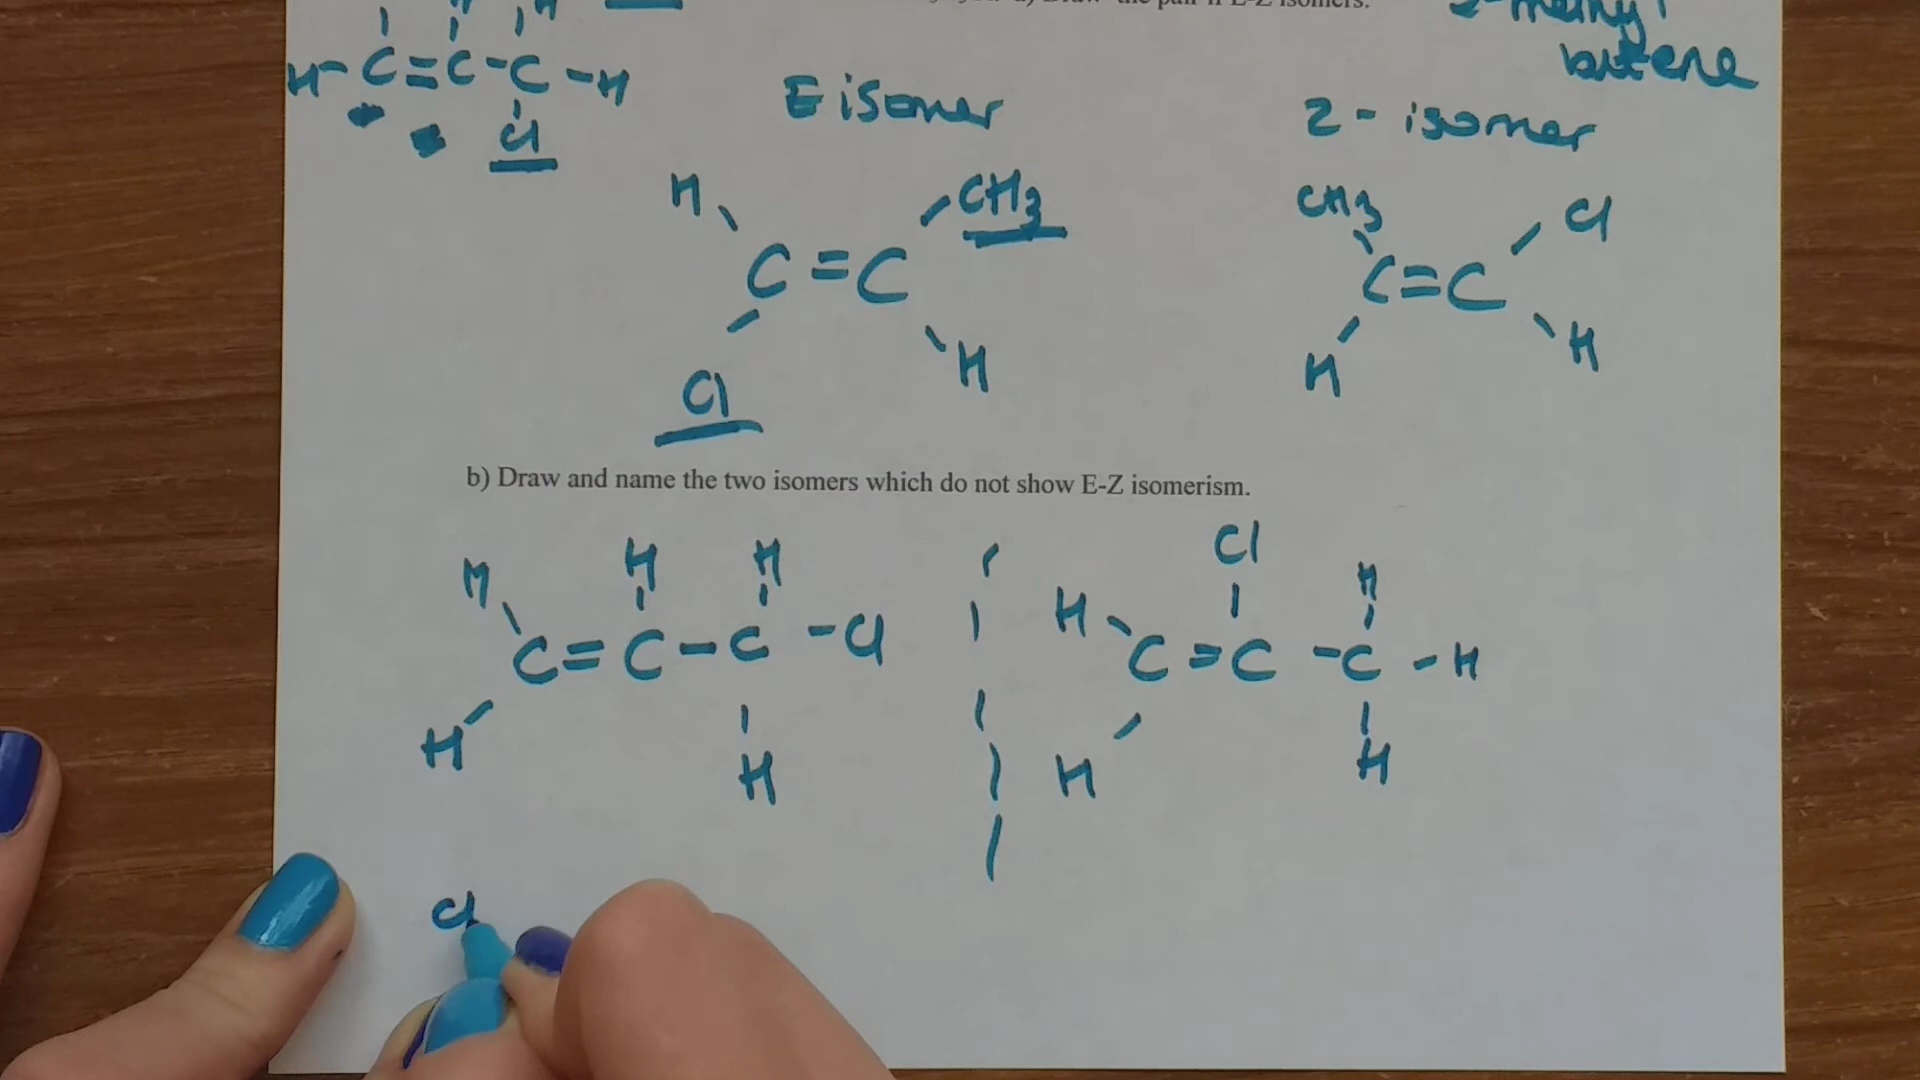 butene
H-C=C-C-H
Cl
E isomer
Z - isomer
H CH3
C=C
Cl H
CH3 Cl
C=C
H H
b) Draw and name the two isomers which do not show E-Z isomerism.
H H H
C=C-C-Cl
H H
Cl H
H C=C-C-H
H H
Cl